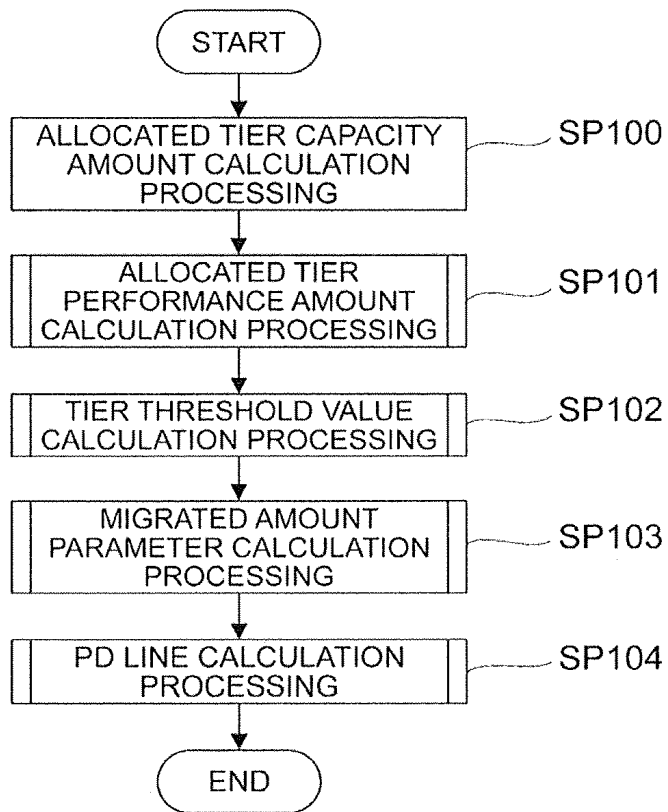 START
ALLOCATED TIER CAPACITY
AMOUNT CALCULATION
PROCESSING
SP100
ALLOCATED TIER
PERFORMANCE AMOUNT
CALCULATION PROCESSING
SP101
TIER THRESHOLD VALUE
CALCULATION PROCESSING
SP102
MIGRATED AMOUNT
PARAMETER CALCULATION
PROCESSING
SP103
PD LINE CALCULATION
PROCESSING
SP104
END